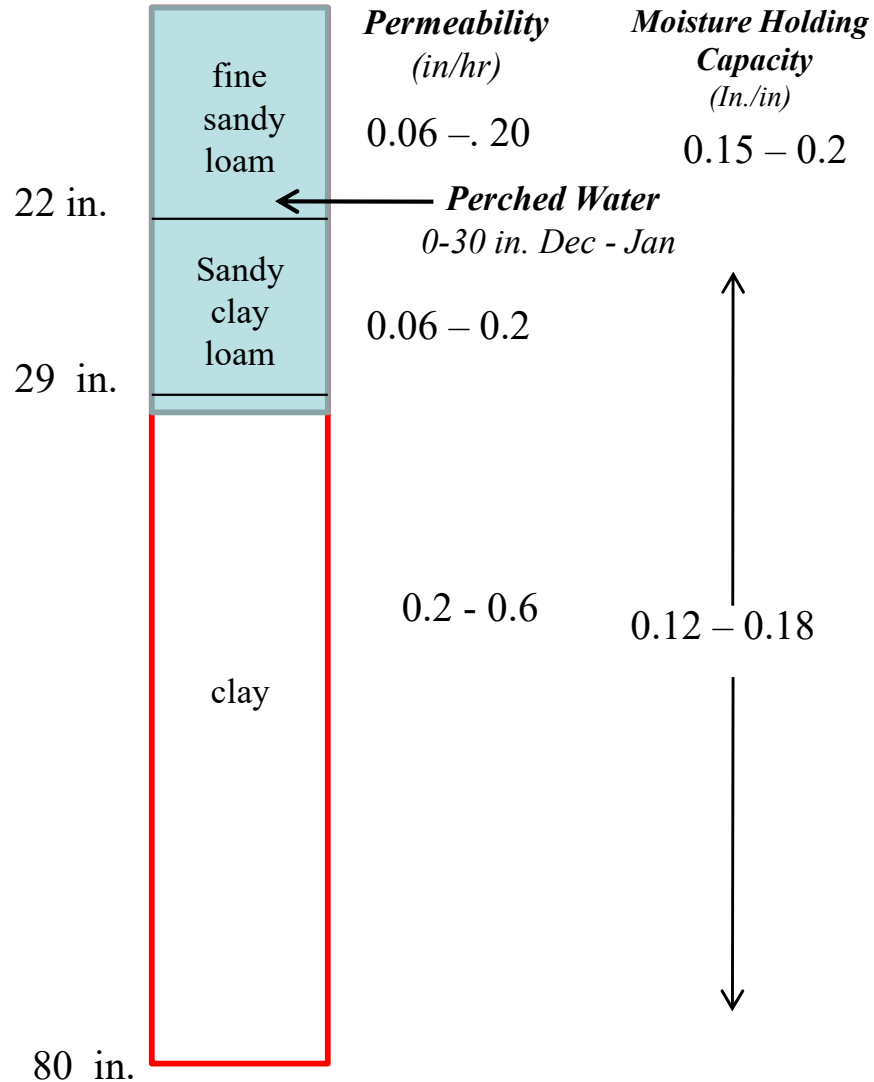 Permeability
(in/hr)
Moisture Holding
Capacity
(In./in)
fine
sandy
loam
0.06 –. 20
0.15 – 0.2
22 in.
Perched Water
0-30 in. Dec - Jan
Sandy
clay
loam
0.06 – 0.2
29 in.
0.2 - 0.6
0.12 – 0.18
clay
80 in.